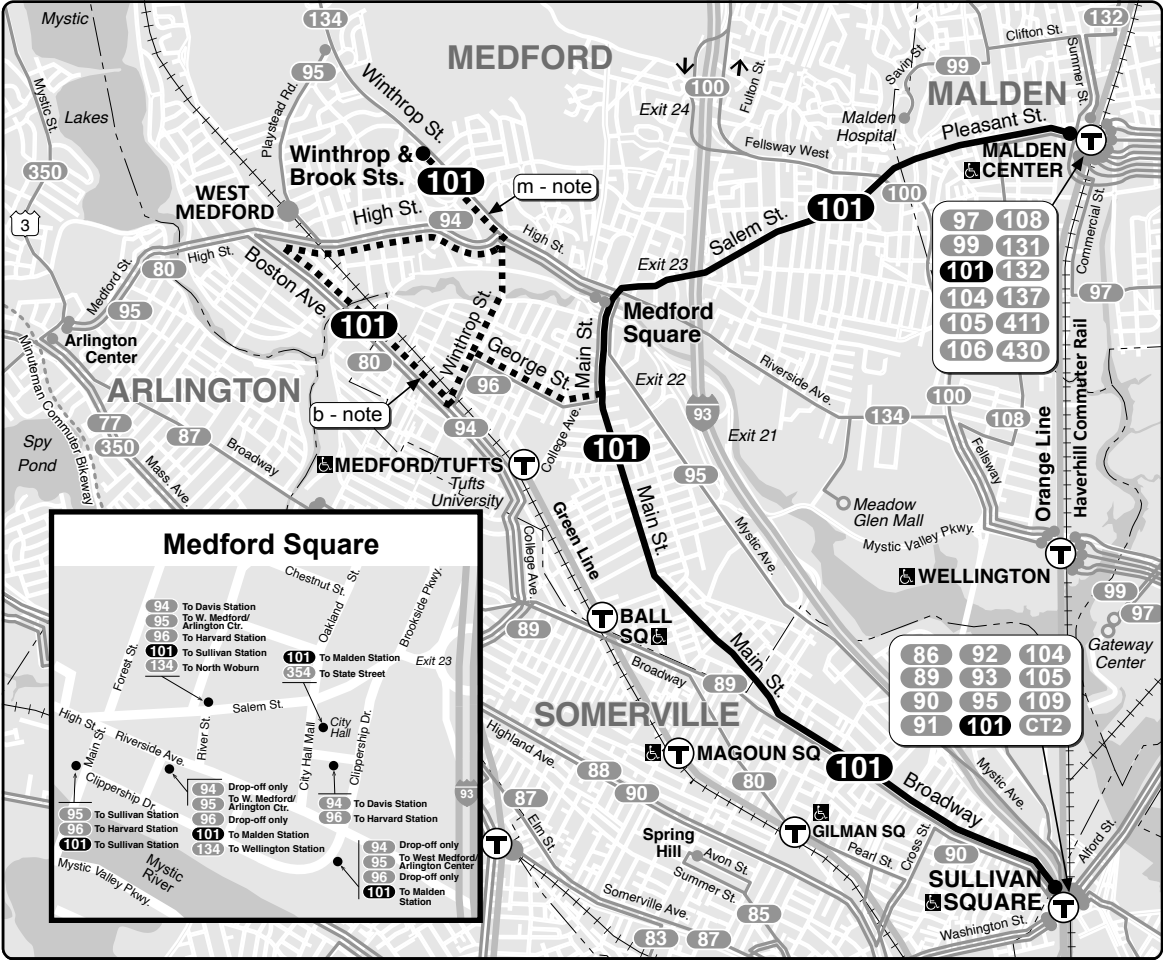 Mystic
134
MEDFORD
132
Clifton St.
Summer St.
Savin St.
99
95
Winthrop St.
100
Fulton St.
MALDEN
Mystic St.
Lakes
Playstead Rd.
Exit 24
Malden
Hospital
Pleasant St.
MALDEN
CENTER
T
Winthrop &
Brook Sts.
101
m - note
Fellsway West
350
WEST
MEDFORD
High St.
94
100
3
101
Salem St.
High St.
Commercial St.
97 108
99 131
101 132
104 137
105 411
106 430
97
80
High St.
Medford St.
Boston Ave.
Exit 23
95
Arlington
Center
101
Winthrop St.
Medford
Square
Main St.
George St.
80
96
Riverside Ave.
Exit 22
Minuteman Commuter Bikeway
ARLINGTON
b - note
94
College Ave.
93
134
100
108
Orange Line
Haverhill Commuter Rail
77
350
87
Broadway
Exit 21
101
Spy
Pond
Mass. Ave.
MEDFORD/TUFTS
T
Tufts
University
95
Fellsway
Meadow
Glen Mall
Main St.
Mystic Ave.
Mystic Valley Pkwy.
T
WELLINGTON
College Ave.
Green Line
99
97
Gateway
Center
T
BALL
SQ
89
Broadway
89
Main St.
86 92 104
89 93 105
90 95 109
91 101 CT2
SOMERVILLE
Highland Ave.
T
MAGOUN SQ
88
90
80
101
Mystic Ave.
Broadway
87
Elm St.
T
T
GILMAN SQ
Spring
Hill
Avon St.
Summer St.
Pearl St.
Cross St.
90
Alford St.
SULLIVAN
SQUARE
T
Somerville Ave.
85
83
87
Washington St.
Medford Square
Chestnut St.
Oakland St.
Brookside Pkwy.
Forest St.
94 To Davis Station
95 To W. Medford/
Arlington Ctr.
96 To Harvard Station
101 To Sullivan Station
134 To North Woburn
101 To Malden Station
354 To State Street
Exit 23
Salem St.
High St.
Main St.
Riverside Ave.
River St.
City
Hall
City Hall Mall
Clippership Dr.
Clippership Dr.
93
95 To Sullivan Station
96 To Harvard Station
101 To Sullivan Station
94 Drop-off only
95 To W. Medford/
Arlington Ctr.
96 Drop-off only
101 To Malden Station
134 To Wellington Station
94 To Davis Station
96 To Harvard Station
94 Drop-off only
95 To West Medford/
Arlington Center
96 Drop-off only
101 To Malden
Station
Mystic
River
Mystic Valley Pkwy.